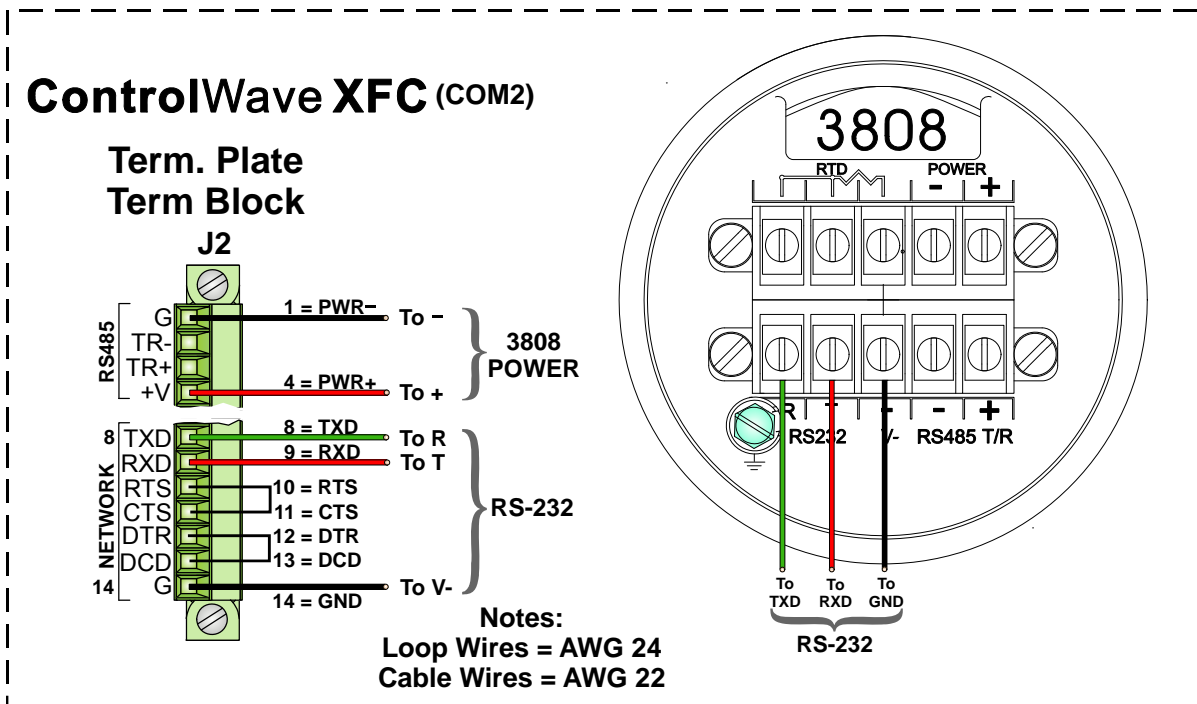 ControlWave XFC (COM2)
Term. Plate
Term Block
J2
RS485
G
TR-
TR+
+V
1 = PWR–
4 = PWR+
To –
To +
3808
POWER
NETWORK
8
14
TXD
RXD
RTS
CTS
DTR
DCD
G
8 = TXD
9 = RXD
10 = RTS
11 = CTS
12 = DTR
13 = DCD
14 = GND
To R
To T
To V-
RS-232
Notes:
Loop Wires = AWG 24
Cable Wires = AWG 22
3808
RTD POWER
- +
R T - - +
RS232 V- RS485 T/R
To TXD
To RXD
To GND
RS-232